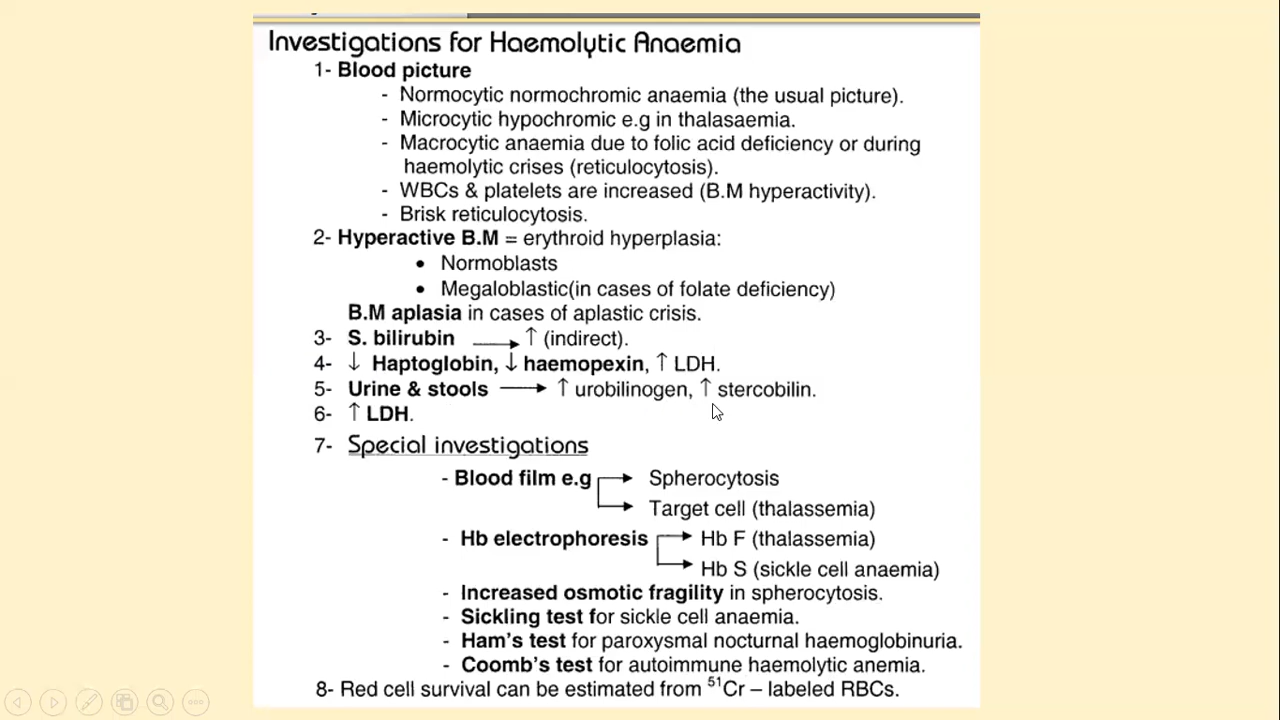 Investigations for Haemolytic Anaemia
1- Blood picture
- Normocytic normochromic anaemia (the usual picture).
- Microcytic hypochromic e.g in thalasaemia.
- Macrocytic anaemia due to folic acid deficiency or during
haemolytic crises (reticulocytosis).
- WBCs & platelets are increased (B.M hyperactivity).
- Brisk reticulocytosis.
2- Hyperactive B.M = erythroid hyperplasia:
• Normoblasts
• Megaloblastic(in cases of folate deficiency)
B.M aplasia in cases of aplastic crisis.
3- S. bilirubin → ↑ (indirect).
4- ↓ Haptoglobin, ↓ haemopexin, ↑ LDH.
5- Urine & stools → ↑ urobilinogen, ↑ stercobilin.
6- ↑ LDH.
7- Special investigations
- Blood film e.g → Spherocytosis
→ Target cell (thalassemia)
- Hb electrophoresis → Hb F (thalassemia)
→ Hb S (sickle cell anaemia)
- Increased osmotic fragility in spherocytosis.
- Sickling test for sickle cell anaemia.
- Ham's test for paroxysmal nocturnal haemoglobinuria.
- Coomb's test for autoimmune haemolytic anemia.
8- Red cell survival can be estimated from ⁵¹Cr – labeled RBCs.